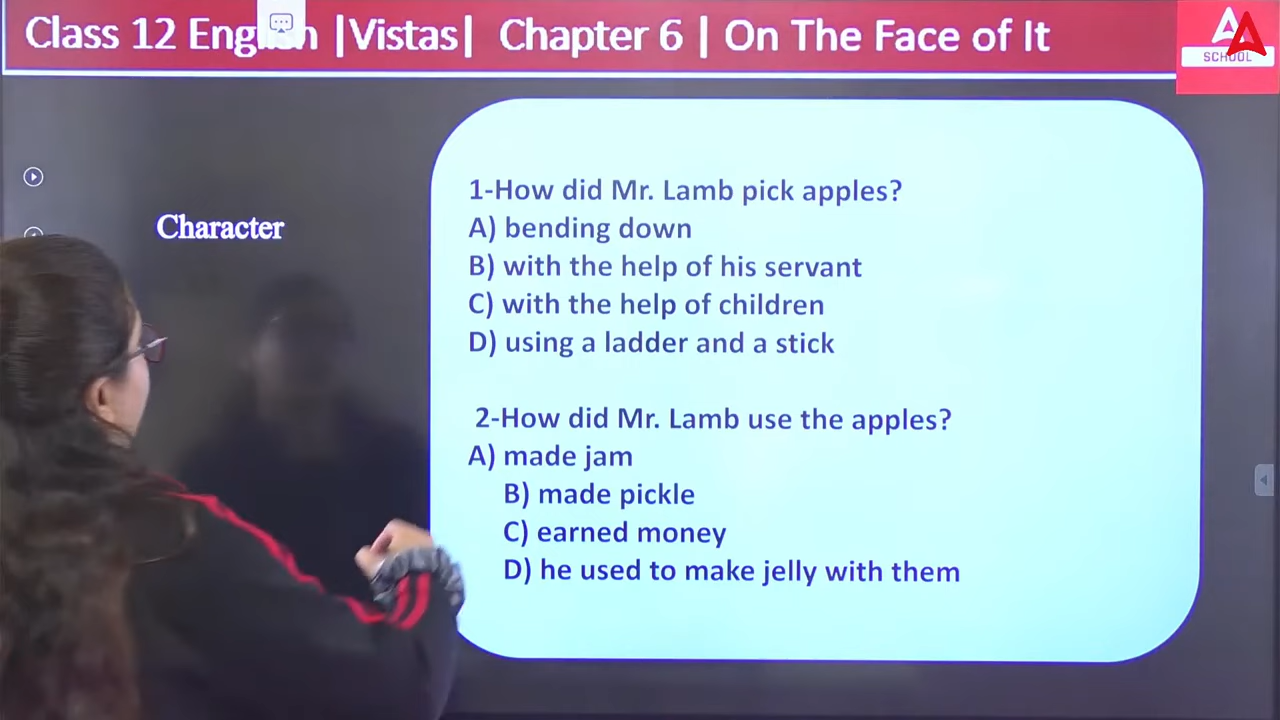 Class 12 English |Vistas| Chapter 6 | On The Face of It
SCHOOL
Character
1-How did Mr. Lamb pick apples?
A) bending down
B) with the help of his servant
C) with the help of children
D) using a ladder and a stick
2-How did Mr. Lamb use the apples?
A) made jam
B) made pickle
C) earned money
D) he used to make jelly with them